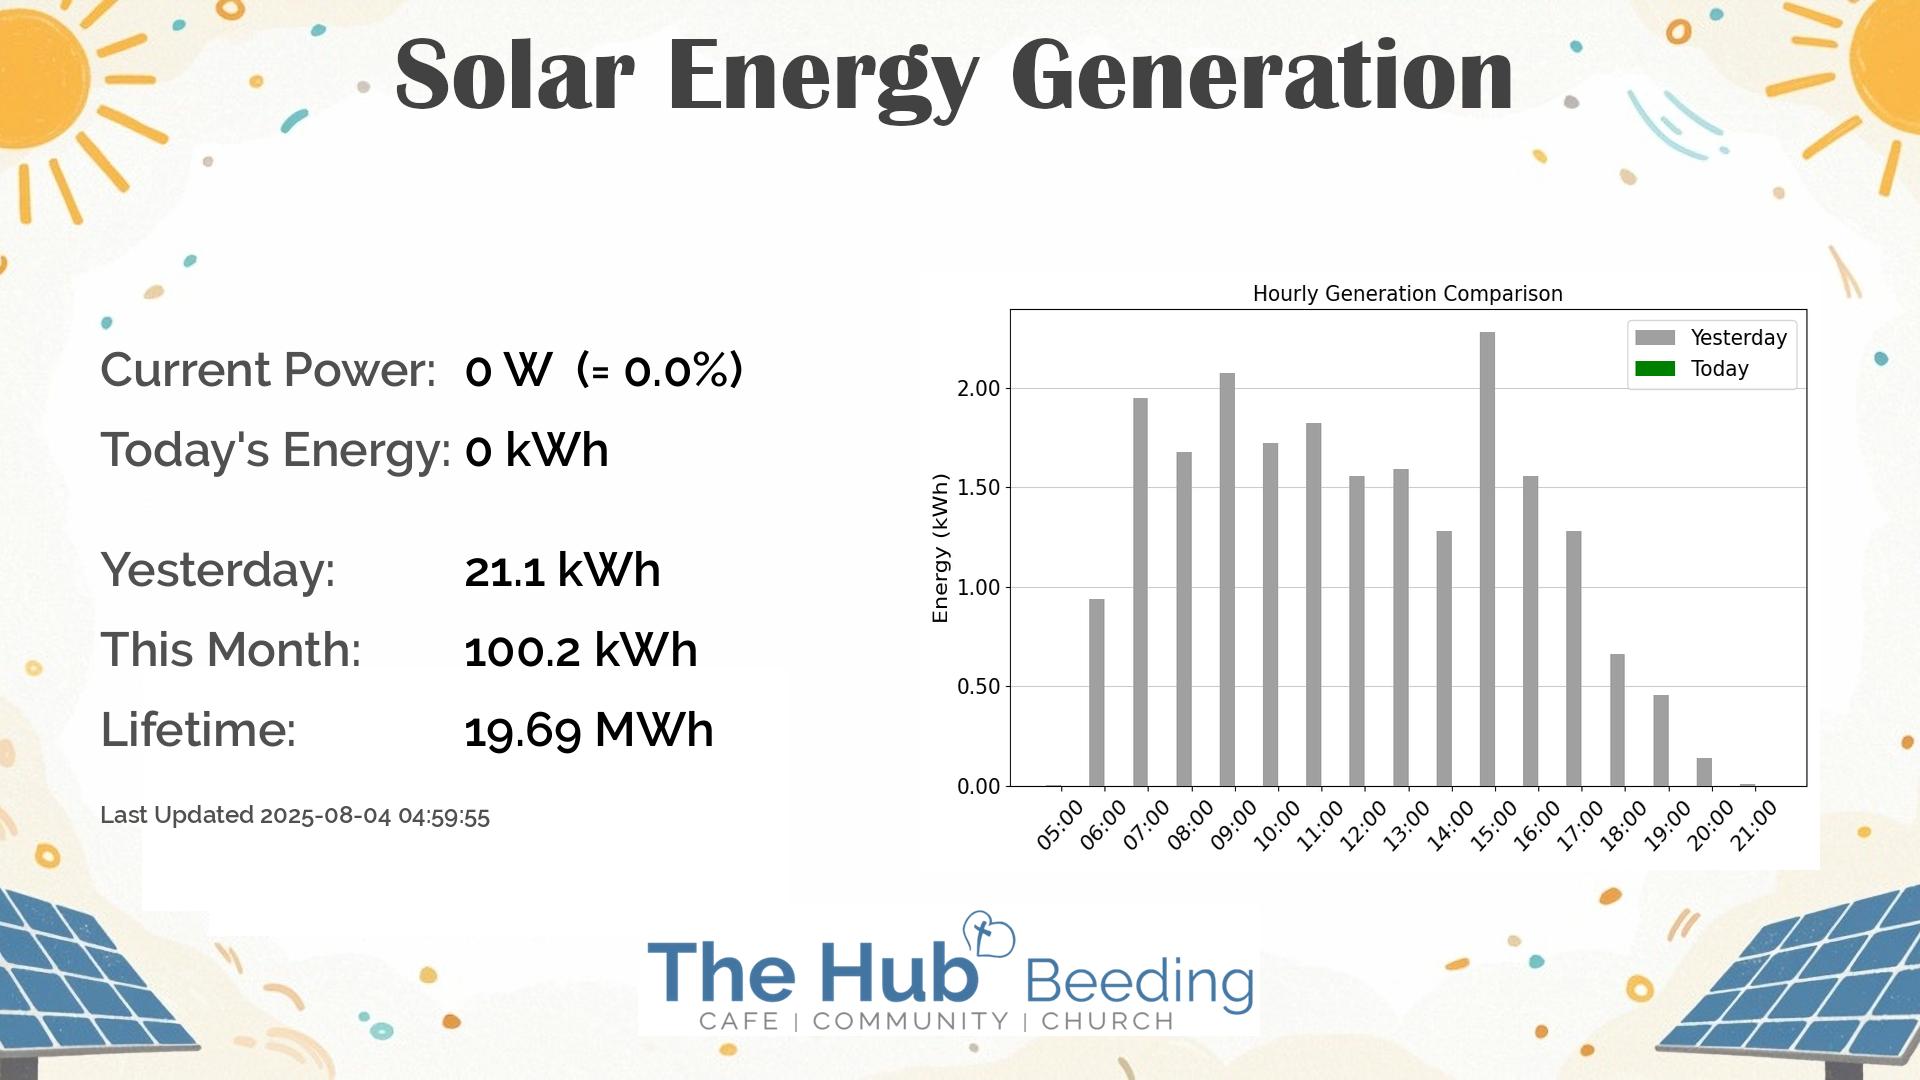 Solar Energy Generation
Current Power: 0 W (= 0.0%)
Today's Energy: 0 kWh
Yesterday: 21.1 kWh
This Month: 100.2 kWh
Lifetime: 19.69 MWh
Last Updated 2025-08-04 04:59:55
Hourly Generation Comparison
Yesterday
Today
Energy (kWh)
2.00
1.50
1.00
0.50
0.00
05:00 06:00 07:00 08:00 09:00 10:00 11:00 12:00 13:00 14:00 15:00 16:00 17:00 18:00 19:00 20:00 21:00
The Hub Beeding
CAFE | COMMUNITY | CHURCH